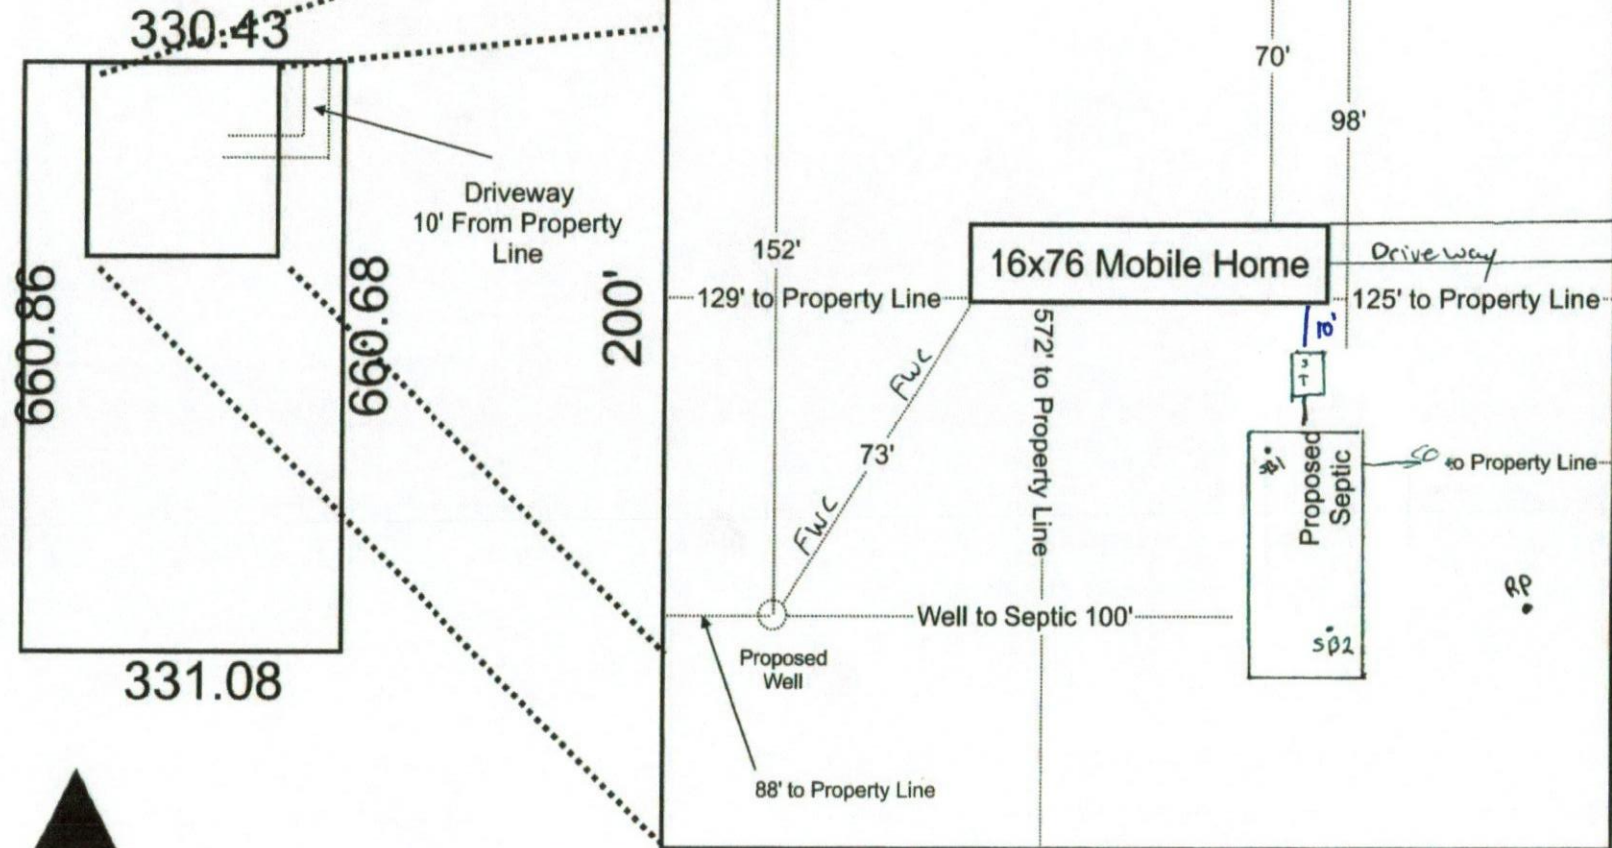 330.43
660.86
660.68
331.08
Driveway
10' From Property
Line
200'
70'
98'
152'
129' to Property Line
16x76 Mobile Home
Driveway
125' to Property Line
10'
FWC
73'
FWC
572' to Property Line
ST
SB1
Proposed
Septic
50 to Property Line
RP
Well to Septic 100'
SB2
Proposed
Well
88' to Property Line